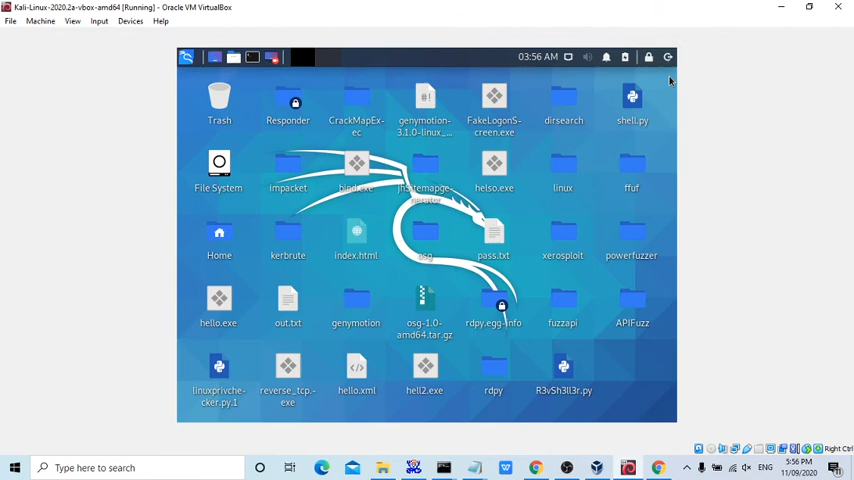 Kali-Linux-2020.2a-vbox-amd64 [Running] - Oracle VM VirtualBox
File Machine View Input Devices Help
03:56 AM
Trash Responder CrackMapEx-
ec genymotion-
3.1.0-linux_... FakeLogonS-
creen.exe dirsearch shell.py
File System impacket bind.exe jhSitemapge-
nerator helso.exe linux ffuf
Home kerbrute index.html osg pass.txt xerosploit powerfuzzer
hello.exe out.txt genymotion osg-1.0-
amd64.tar.gz rdpy.egg-info fuzzapi APIFuzz
linuxprivche-
cker.py.1 reverse_tcp.-
exe hello.xml hell2.exe rdpy R3vSh3ll3r.py
Right Ctrl
Type here to search
ENG
5:56 PM
11/09/2020